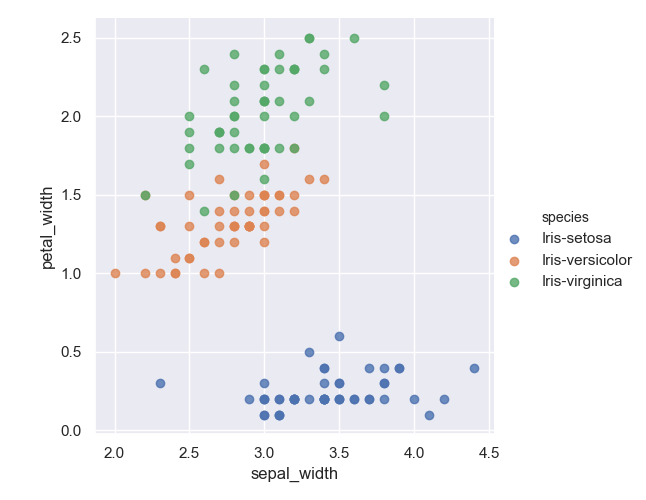 2.5
2.0
1.5
1.0
0.5
0.0
petal_width
2.0 2.5 3.0 3.5 4.0 4.5
sepal_width
species
Iris-setosa
Iris-versicolor
Iris-virginica